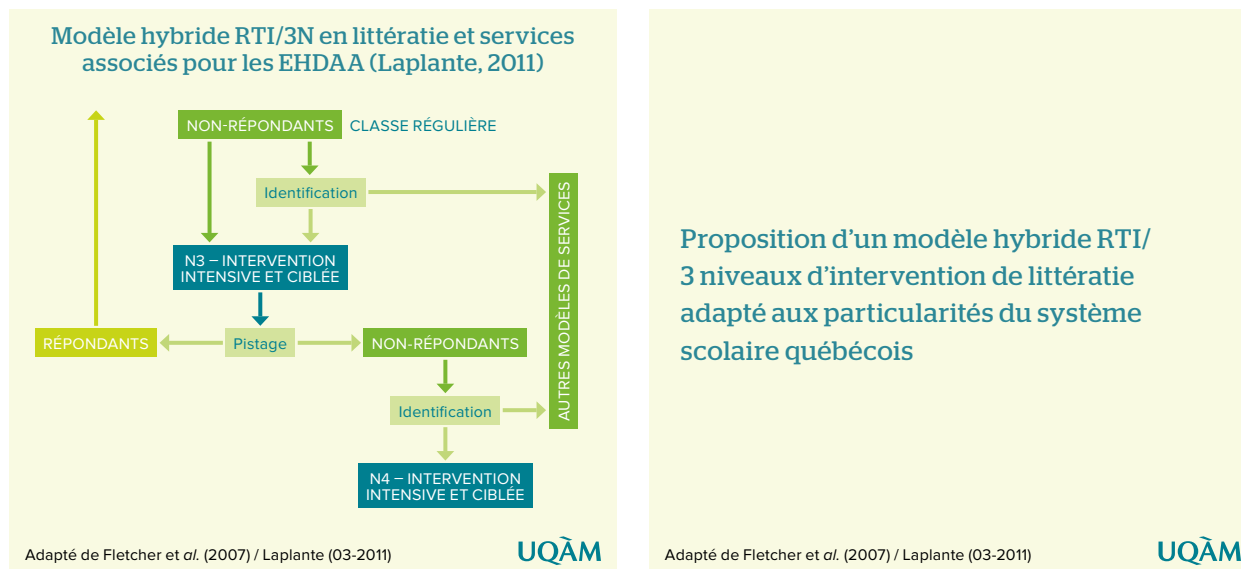 Modèle hybride RTI/3N en littératie et services
associés pour les EHDAA (Laplante, 2011)
NON-RÉPONDANTS
CLASSE RÉGULIÈRE
Identification
AUTRES MODÈLES DE SERVICES
N3 – INTERVENTION
INTENSIVE ET CIBLÉE
RÉPONDANTS
Pistage
NON-RÉPONDANTS
Identification
N4 – INTERVENTION
INTENSIVE ET CIBLÉE
Adapté de Fletcher et al. (2007) / Laplante (03-2011)
UQÀM
Proposition d’un modèle hybride RTI/
3 niveaux d’intervention de littératie
adapté aux particularités du système
scolaire québécois
Adapté de Fletcher et al. (2007) / Laplante (03-2011)
UQÀM